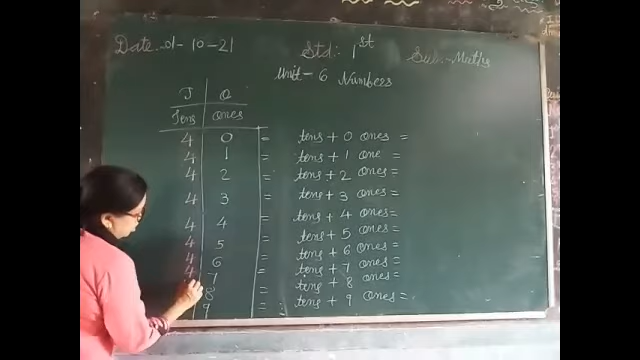 Date :01-10-21 Std: 1st Sub:-Maths
Unit-6 Numbers
T O
Tens Ones
4 0 = tens + 0 ones =
4 1 = tens + 1 one =
4 2 = tens + 2 ones =
4 3 = tens + 3 ones =
4 4 = tens + 4 ones =
4 5 = tens + 5 ones =
4 6 = tens + 6 ones =
4 7 = tens + 7 ones =
8 = tens + 8 ones =
9 = tens + 9 ones =